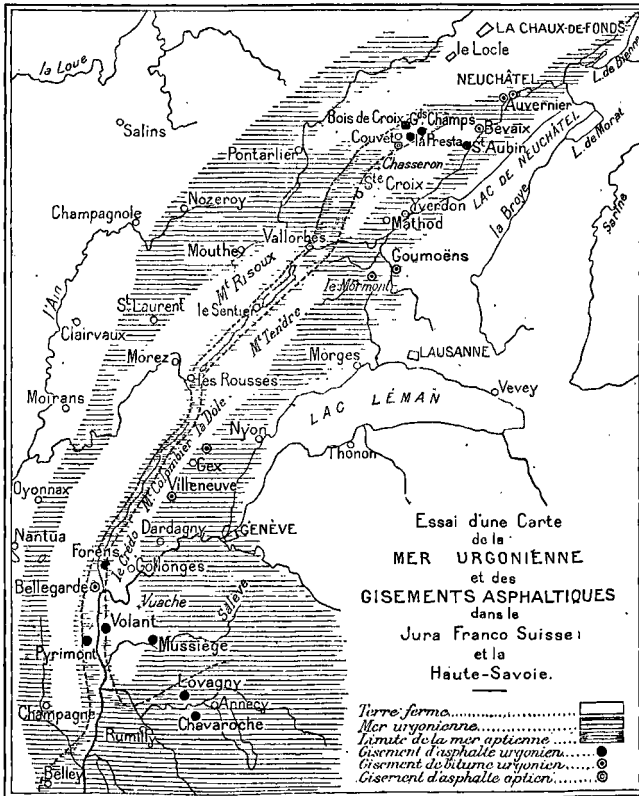 LA CHAUX-DE-FONDS
le Locle
la Loue
L. de Bienne
NEUCHÂTEL
Auvernier
Bois de Croix
Gds Champs
Salins
Couvet
la Presta
Bevaix
St Aubin
L. de Morat
Pontarlier
Chasseron
LAC DE NEUCHÂTEL
la Broye
Sarine
Ste Croix
Nozeroy
Yverdon
Champagnole
Mathod
Vallorbes
Mouthe
Goumoëns
Mt Risoux
le Mormont
l'Ain
St Laurent
le Sentier
Mt Tendre
Clairvaux
Morges
LAUSANNE
Morez
les Rousses
Moirans
Vevey
LAC LÉMAN
la Dôle
Nyon
Thonon
Mt Colombier
Gex
Oyonnax
Villeneuve
Nantua
Dardagny
GENÈVE
le Crédo
Forens
Collonges
Bellegarde
Vuache
Salève
Volant
Pyrimont
Mussiège
Lovagny
Annecy
Champagne
Chavaroche
Rumilly
Belley
Essai d'une Carte
de la
MER URGONIENNE
et des
GISEMENTS ASPHALTIQUES
dans le
Jura Franco Suisse
et la
Haute-Savoie.
Terre ferme
Mer urgonienne
Limite de la mer aptienne
Gisement d'asphalte urgonien
Gisement de bitume urgonien
Gisement d'asphalte aptien